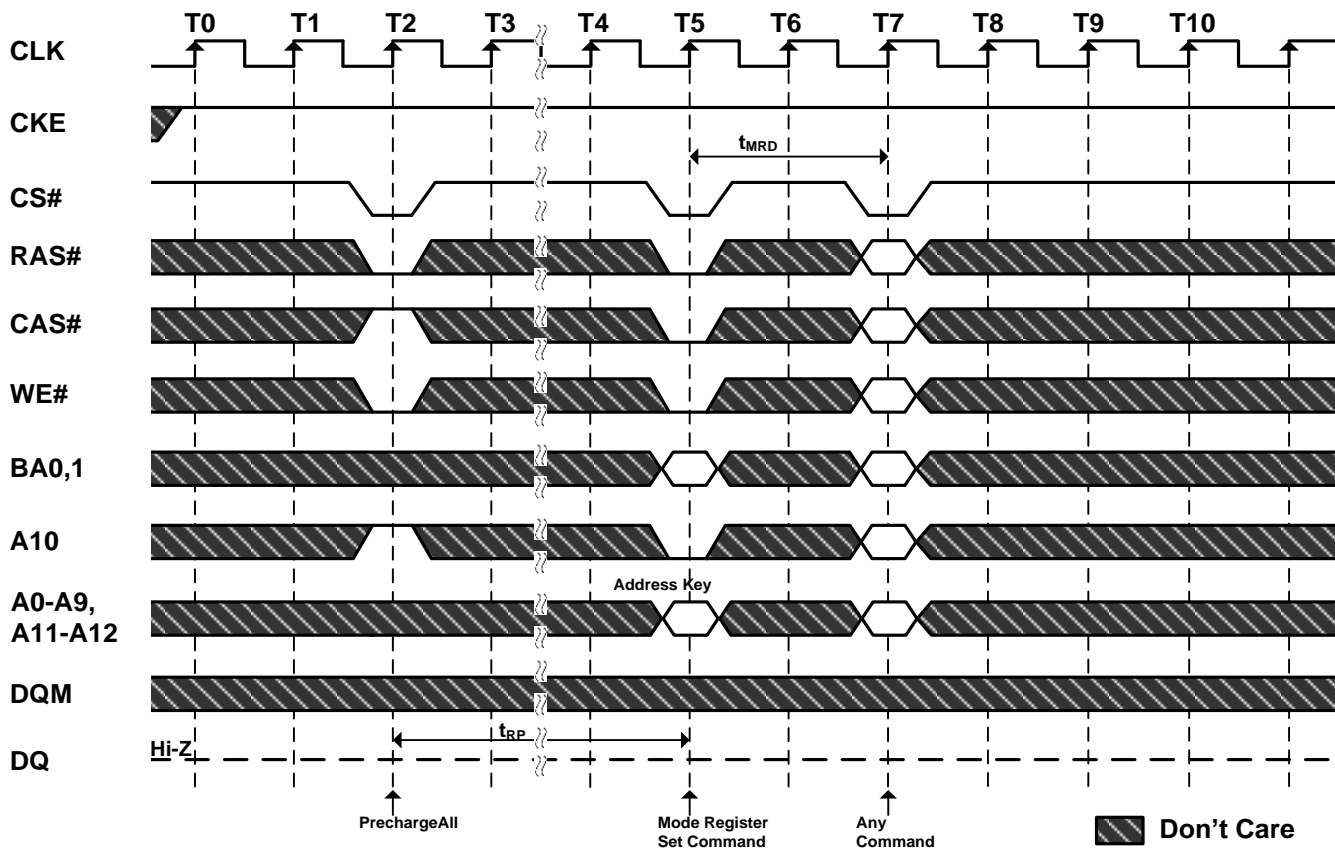 T0 T1 T2 T3 T4 T5 T6 T7 T8 T9 T10
CLK
CKE
tMRD
CS#
RAS#
CAS#
WE#
BA0,1
A10
Address Key
A0-A9,
A11-A12
DQM
tRP
Hi-Z
DQ
PrechargeAll
Mode Register
Set Command
Any
Command
Don't Care